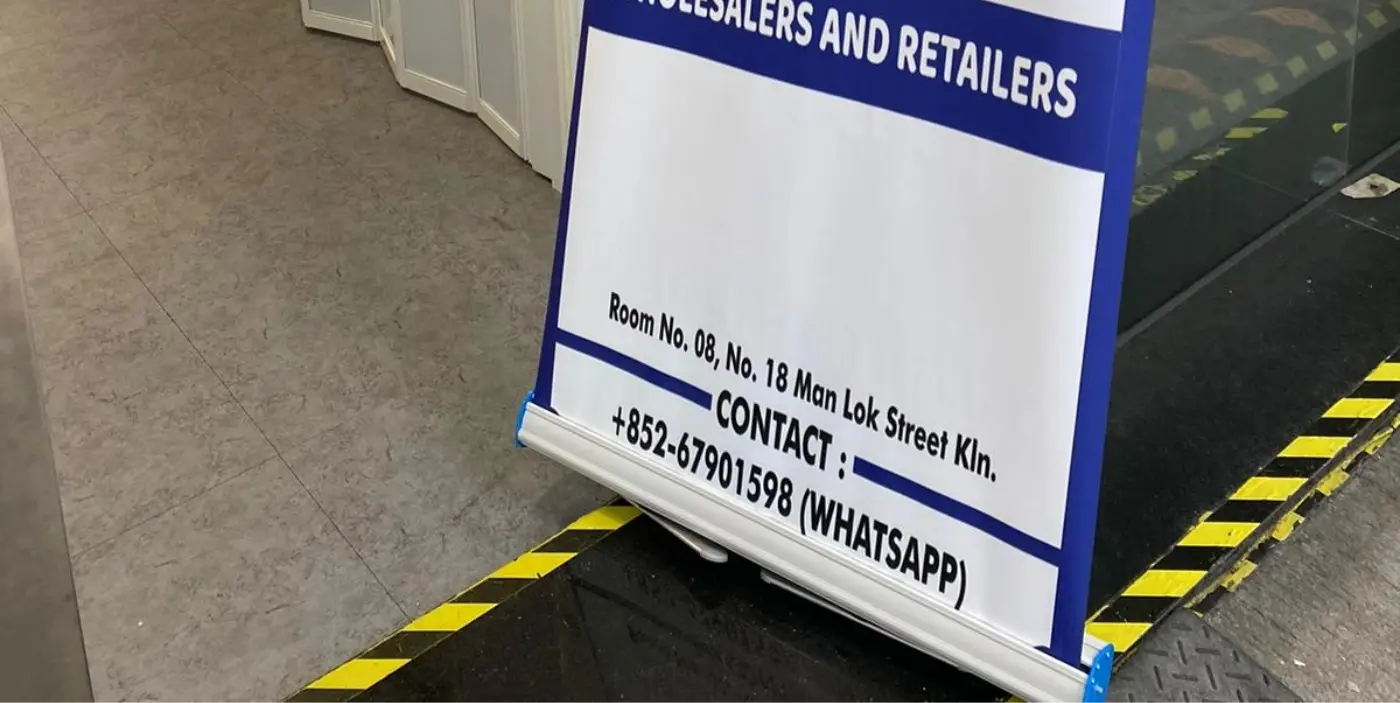 WHOLESALERS AND RETAILERS
Room No. 08, No. 18 Man Lok Street Kln.
CONTACT :
+852-67901598 (WHATSAPP)